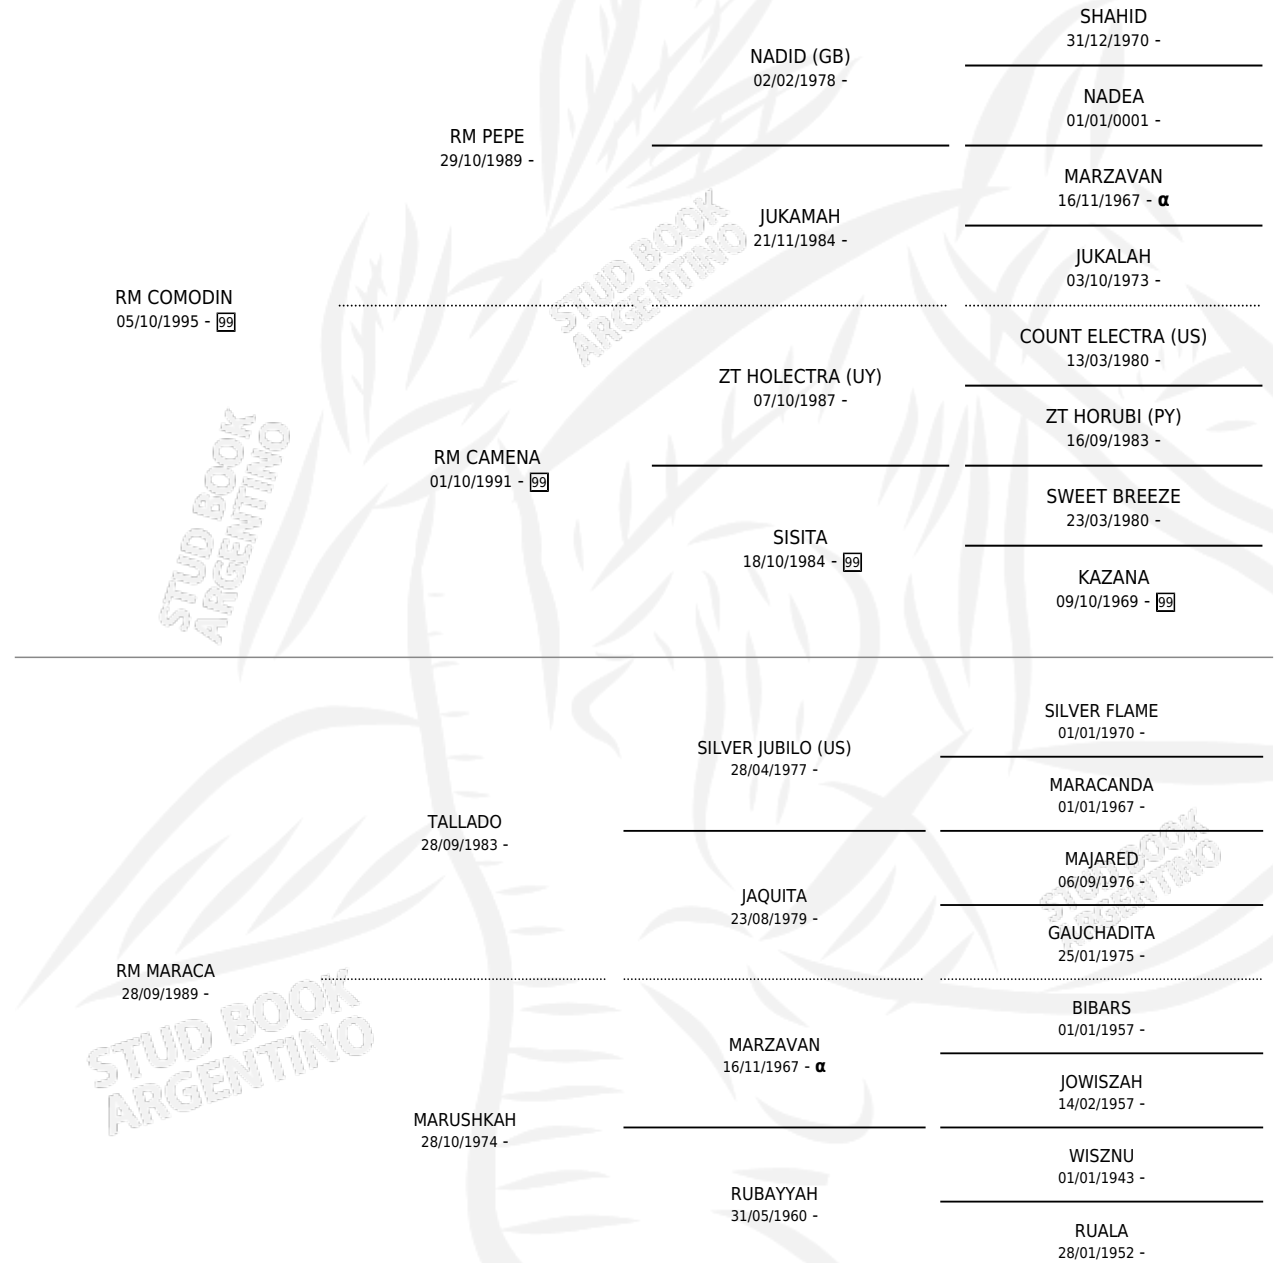 SHAHID
31/12/1970 -
NADID (GB)
02/02/1978 -
NADEA
01/01/0001 -
RM PEPE
29/10/1989 -
MARZAVAN
16/11/1967 - α
JUKAMAH
21/11/1984 -
JUKALAH
03/10/1973 -
RM COMODIN
05/10/1995 - 99
COUNT ELECTRA (US)
13/03/1980 -
ZT HOLECTRA (UY)
07/10/1987 -
ZT HORUBI (PY)
16/09/1983 -
RM CAMENA
01/10/1991 - 99
SWEET BREEZE
23/03/1980 -
SISITA
18/10/1984 - 99
KAZANA
09/10/1969 - 99
SILVER FLAME
01/01/1970 -
SILVER JUBILO (US)
28/04/1977 -
MARACANDA
01/01/1967 -
TALLADO
28/09/1983 -
MAJARED
06/09/1976 -
JAQUITA
23/08/1979 -
GAUCHADITA
25/01/1975 -
RM MARACA
28/09/1989 -
BIBARS
01/01/1957 -
MARZAVAN
16/11/1967 - α
JOWISZAH
14/02/1957 -
MARUSHKAH
28/10/1974 -
WISZNU
01/01/1943 -
RUBAYYAH
31/05/1960 -
RUALA
28/01/1952 -
STUD BOOK
ARGENTINO
STUD BOOK
ARGENTINO
STUD BOOK
ARGENTINO
STUD BOOK
ARGENTINO